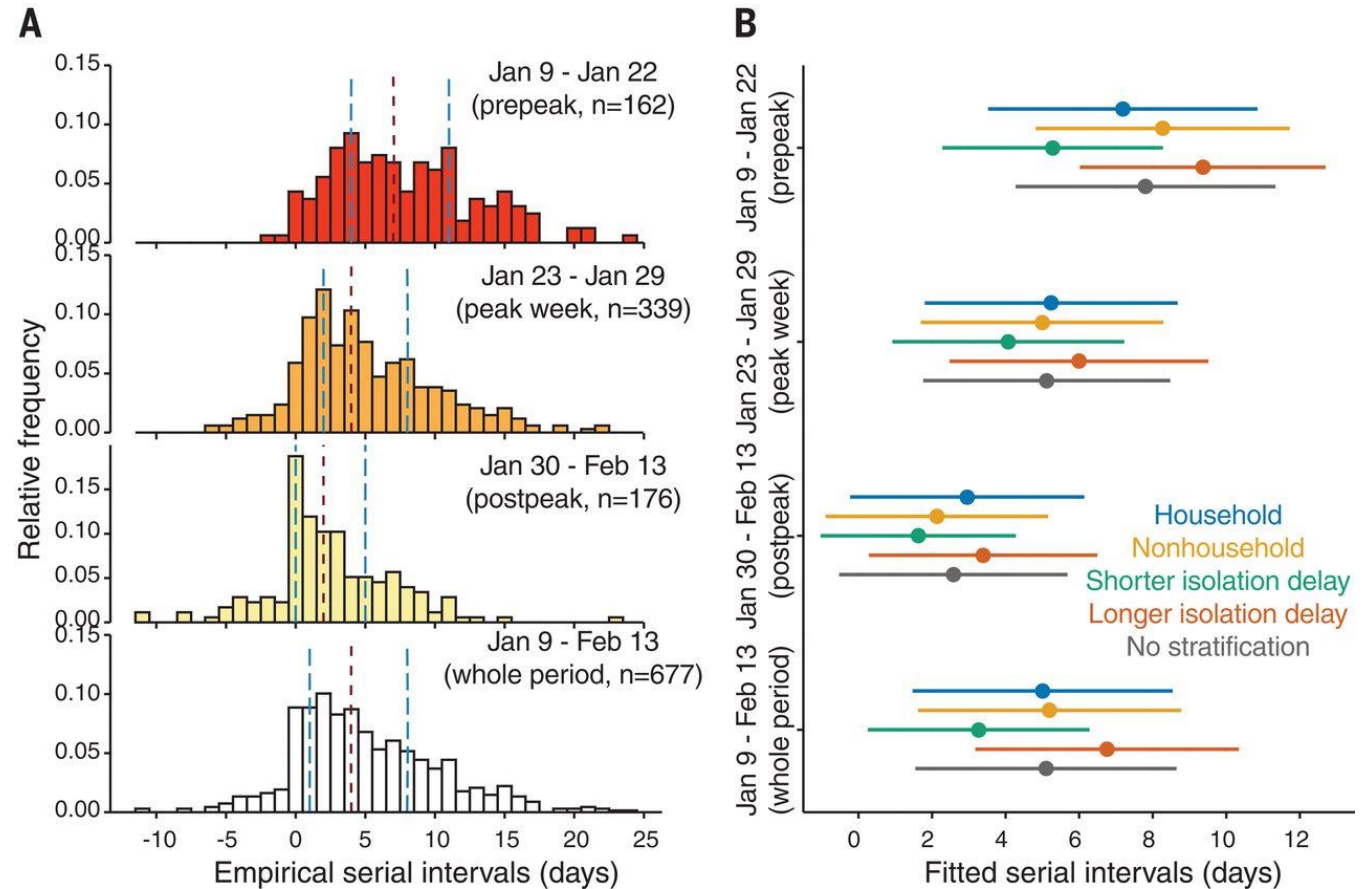 A
0.15
0.10
0.05
0.00
Jan 9 - Jan 22
(prepeak, n=162)
0.15
0.10
0.05
0.00
Jan 23 - Jan 29
(peak week, n=339)
0.15
0.10
0.05
0.00
Jan 30 - Feb 13
(postpeak, n=176)
0.15
0.10
0.05
0.00
Jan 9 - Feb 13
(whole period, n=677)
Relative frequency
-10 -5 0 5 10 15 20 25
Empirical serial intervals (days)
B
Jan 9 - Jan 22
(prepeak)
Jan 23 - Jan 29
(peak week)
Jan 30 - Feb 13
(postpeak)
Jan 9 - Feb 13
(whole period)
Household
Nonhousehold
Shorter isolation delay
Longer isolation delay
No stratification
0 2 4 6 8 10 12
Fitted serial intervals (days)